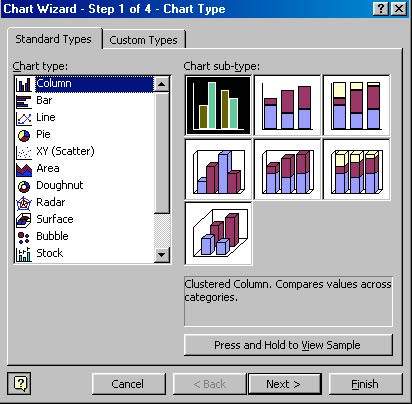 Chart Wizard - Step 1 of 4 - Chart Type
Standard Types
Custom Types
Chart type:
Chart sub-type:
Column
Bar
Line
Pie
XY (Scatter)
Area
Doughnut
Radar
Surface
Bubble
Stock
Clustered Column. Compares values across
categories.
Press and Hold to View Sample
Cancel
< Back
Next >
Finish